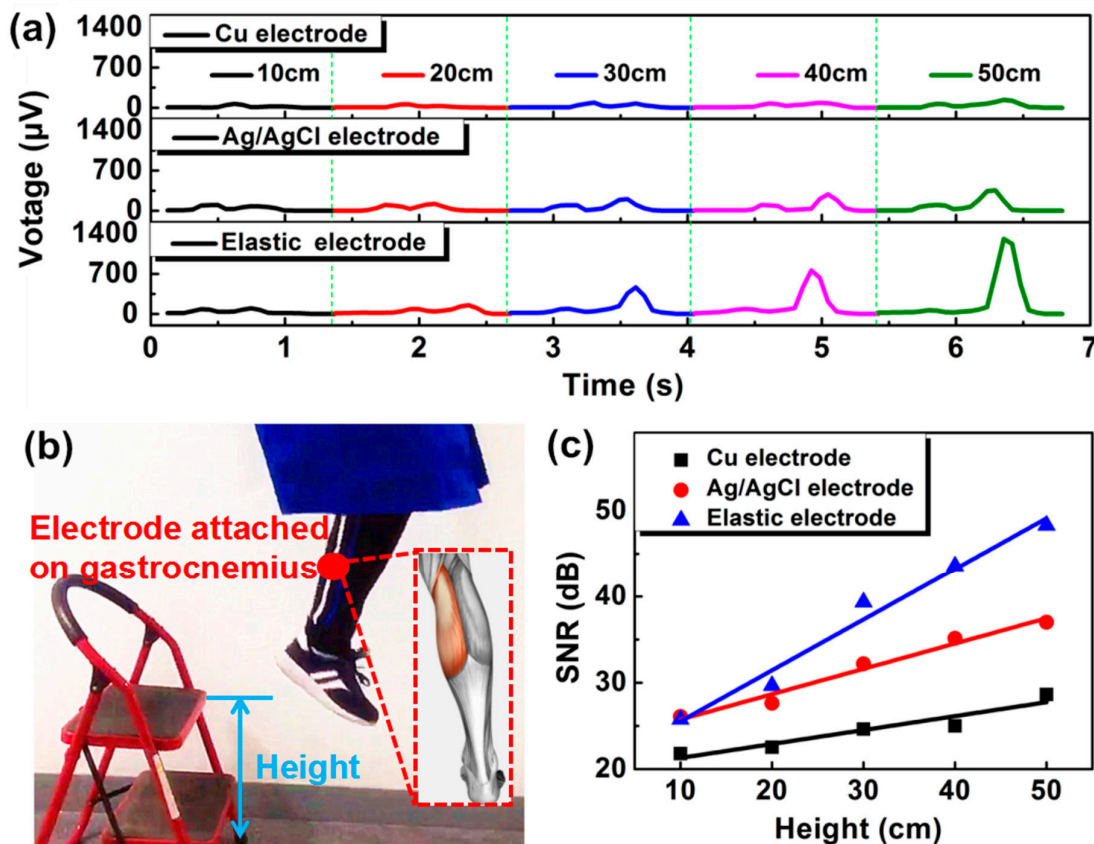 (a)
1400
700
0
Cu electrode
10cm 20cm 30cm 40cm 50cm
1400
700
0
Ag/AgCl electrode
1400
700
0
Elastic electrode
Votage (μV)
0 1 2 3 4 5 6 7
Time (s)
(b)
Electrode attached
on gastrocnemius
Height
(c)
Cu electrode
Ag/AgCl electrode
Elastic electrode
50
40
30
20
SNR (dB)
10 20 30 40 50
Height (cm)